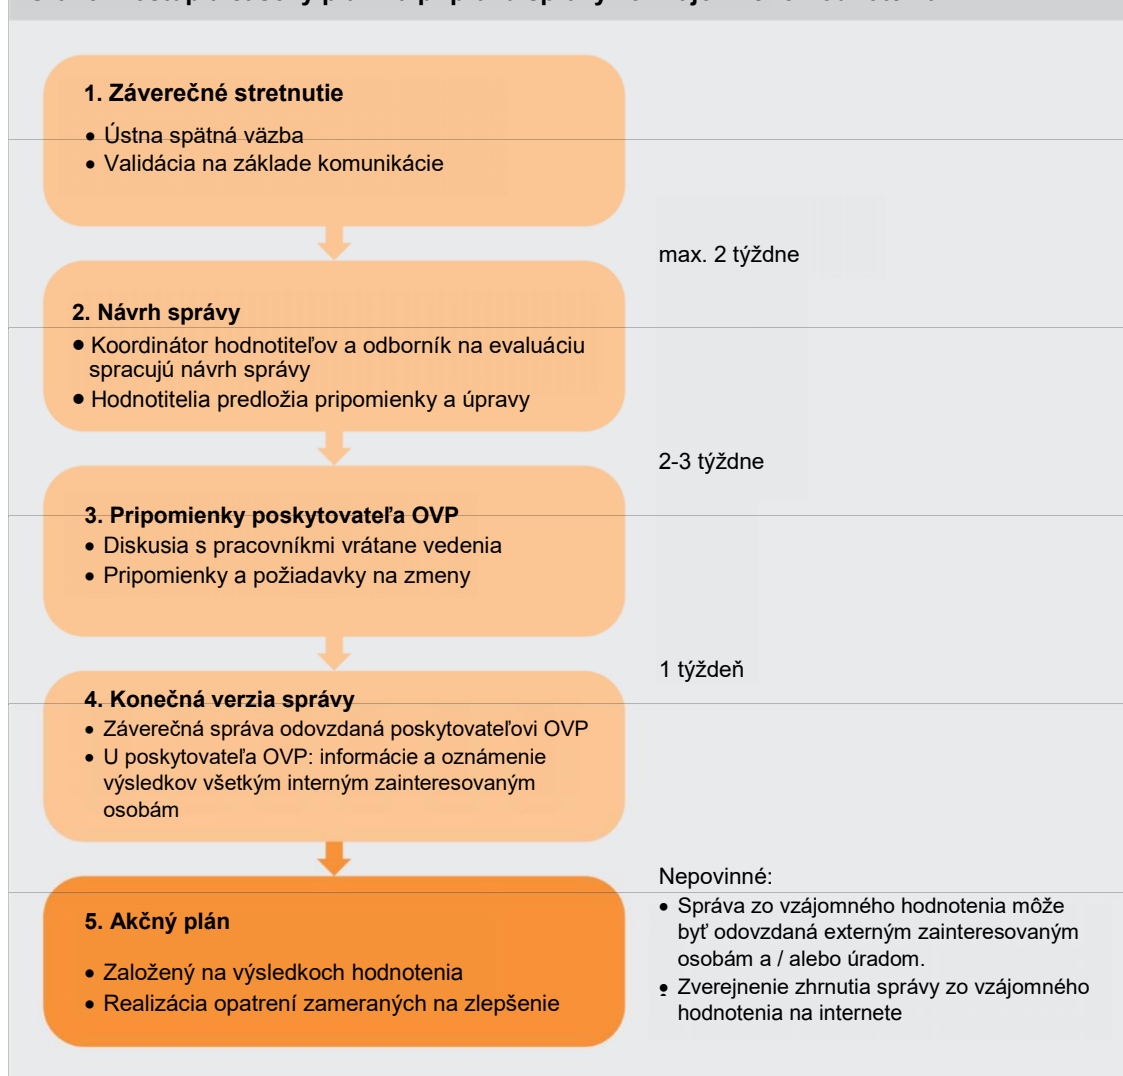 1. Záverečné stretnutie
• Ústna spätná väzba
• Validácia na základe komunikácie
max. 2 týždne
2. Návrh správy
• Koordinátor hodnotiteľov a odborník na evaluáciu
spracujú návrh správy
• Hodnotitelia predložia pripomienky a úpravy
2-3 týždne
3. Pripomienky poskytovateľa OVP
• Diskusia s pracovníkmi vrátane vedenia
• Pripomienky a požiadavky na zmeny
1 týždeň
4. Konečná verzia správy
• Záverečná správa odovzdaná poskytovateľovi OVP
• U poskytovateľa OVP: informácie a oznámenie
výsledkov všetkým interným zainteresovaným
osobám
5. Akčný plán
• Založený na výsledkoch hodnotenia
• Realizácia opatrení zameraných na zlepšenie
Nepovinné:
• Správa zo vzájomného hodnotenia môže
byť odovzdaná externým zainteresovaným
osobám a / alebo úradom.
• Zverejnenie zhrnutia správy zo vzájomného
hodnotenia na internete